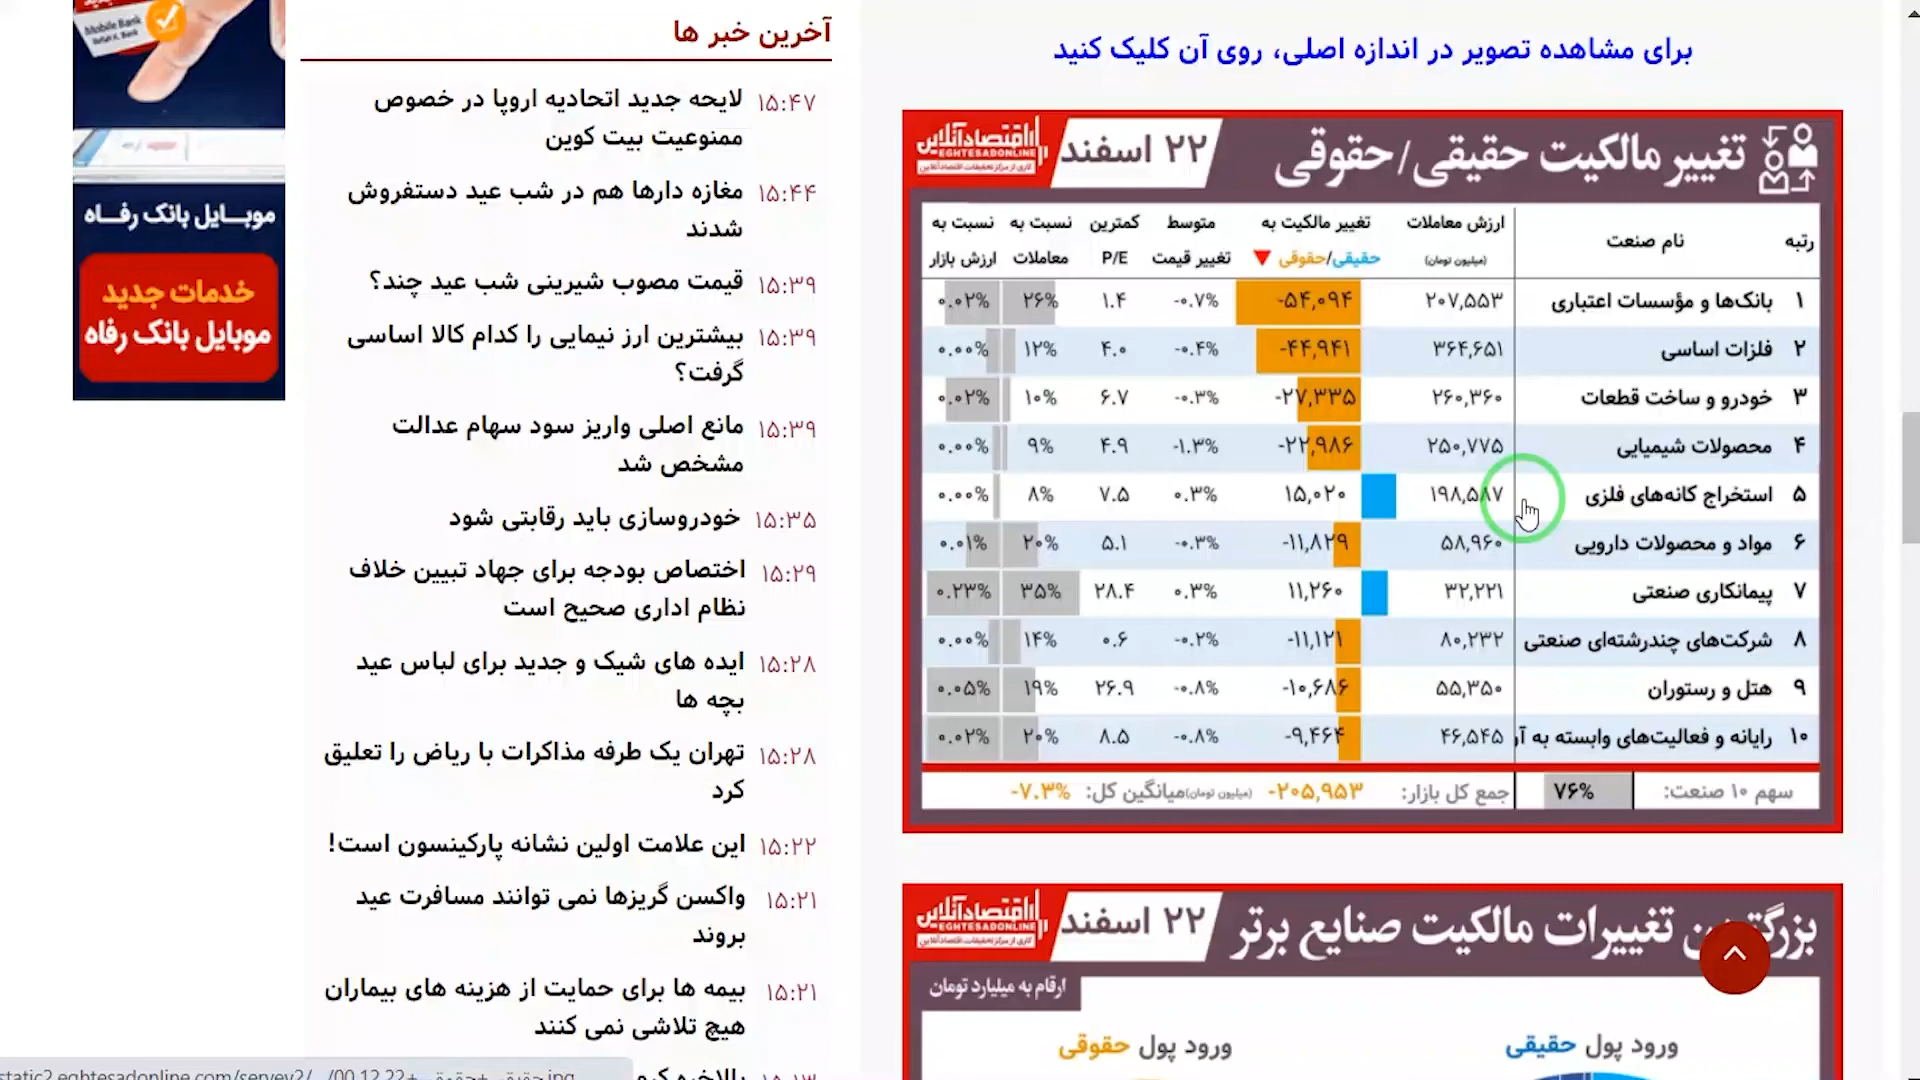 آخرین خبر ها
۱۵:۴۷ لایحه جدید اتحادیه اروپا در خصوص
ممنوعیت بیت کوین
۱۵:۴۴ مغازه دارها هم در شب عید دستفروش
شدند
۱۵:۳۹ قیمت مصوب شیرینی شب عید چند؟
۱۵:۳۹ بیشترین ارز نیمایی را کدام کالا اساسی
گرفت؟
۱۵:۳۹ مانع اصلی واریز سود سهام عدالت
مشخص شد
۱۵:۳۵ خودروسازی باید رقابتی شود
۱۵:۲۹ اختصاص بودجه برای جهاد تبیین خلاف
نظام اداری صحیح است
۱۵:۲۸ ایده های شیک و جدید برای لباس عید
بچه ها
۱۵:۲۸ تهران یک طرفه مذاکرات با ریاض را تعلیق
کرد
۱۵:۲۲ این علامت اولین نشانه پارکینسون است!
۱۵:۲۱ واکسن گریزها نمی توانند مسافرت عید
بروند
۱۵:۲۱ بیمه ها برای حمایت از هزینه های بیماران
هیچ تلاشی نمی کنند
Mobile Bank
Refah K. Bank
موبـایل بانک رفـاه
خدمات جدید
موبایل بانک رفاه
برای مشاهده تصویر در اندازه اصلی، روی آن کلیک کنید
تغییر مالکیت حقیقی/حقوقی
۲۲ اسفند
اقتصادآنلاین
EGHTESADONLINE
رتبه نام صنعت ارزش معاملات (میلیون تومان) تغییر مالکیت به حقیقی/حقوقی متوسط تغییر قیمت کمترین P/E نسبت به معاملات نسبت به ارزش بازار
۱ بانک‌ها و مؤسسات اعتباری ۲۰۷,۵۵۳ -۵۴,۰۹۴ -۰.۷% ۱.۴ ۲۶% ۰.۰۲%
۲ فلزات اساسی ۳۶۴,۶۵۱ -۴۴,۹۴۱ -۰.۴% ۴.۰ ۱۲% ۰.۰۰%
۳ خودرو و ساخت قطعات ۲۶۰,۳۶۰ -۲۷,۳۳۵ -۰.۳% ۶.۷ ۱۰% ۰.۰۲%
۴ محصولات شیمیایی ۲۵۰,۷۷۵ -۲۲,۹۸۶ -۱.۳% ۴.۹ ۹% ۰.۰۰%
۵ استخراج کانه‌های فلزی ۱۹۸,۵۸۷ ۱۵,۰۲۰ ۰.۳% ۷.۵ ۸% ۰.۰۰%
۶ مواد و محصولات دارویی ۵۸,۹۶۰ -۱۱,۸۲۹ -۰.۳% ۵.۱ ۲۰% ۰.۰۱%
۷ پیمانکاری صنعتی ۳۲,۲۲۱ ۱۱,۲۶۰ ۰.۳% ۲۸.۴ ۳۵% ۰.۲۳%
۸ شرکت‌های چندرشته‌ای صنعتی ۸۰,۲۳۲ -۱۱,۱۲۱ -۰.۲% ۰.۶ ۱۴% ۰.۰۰%
۹ هتل و رستوران ۵۵,۳۵۰ -۱۰,۶۸۶ -۰.۸% ۲۶.۹ ۱۹% ۰.۰۵%
۱۰ رایانه و فعالیت‌های وابسته به آر ۴۶,۵۴۵ -۹,۴۶۴ -۰.۸% ۸.۵ ۲۰% ۰.۰۲%
سهم ۱۰ صنعت: ۷۶% جمع کل بازار: -۲۰۵,۹۵۳ (میلیون تومان) میانگین کل: -۷.۳%
بزرگترین تغییرات مالکیت صنایع برتر
۲۲ اسفند
اقتصادآنلاین
EGHTESADONLINE
ارقام به میلیارد تومان
ورود پول حقیقی
ورود پول حقوقی